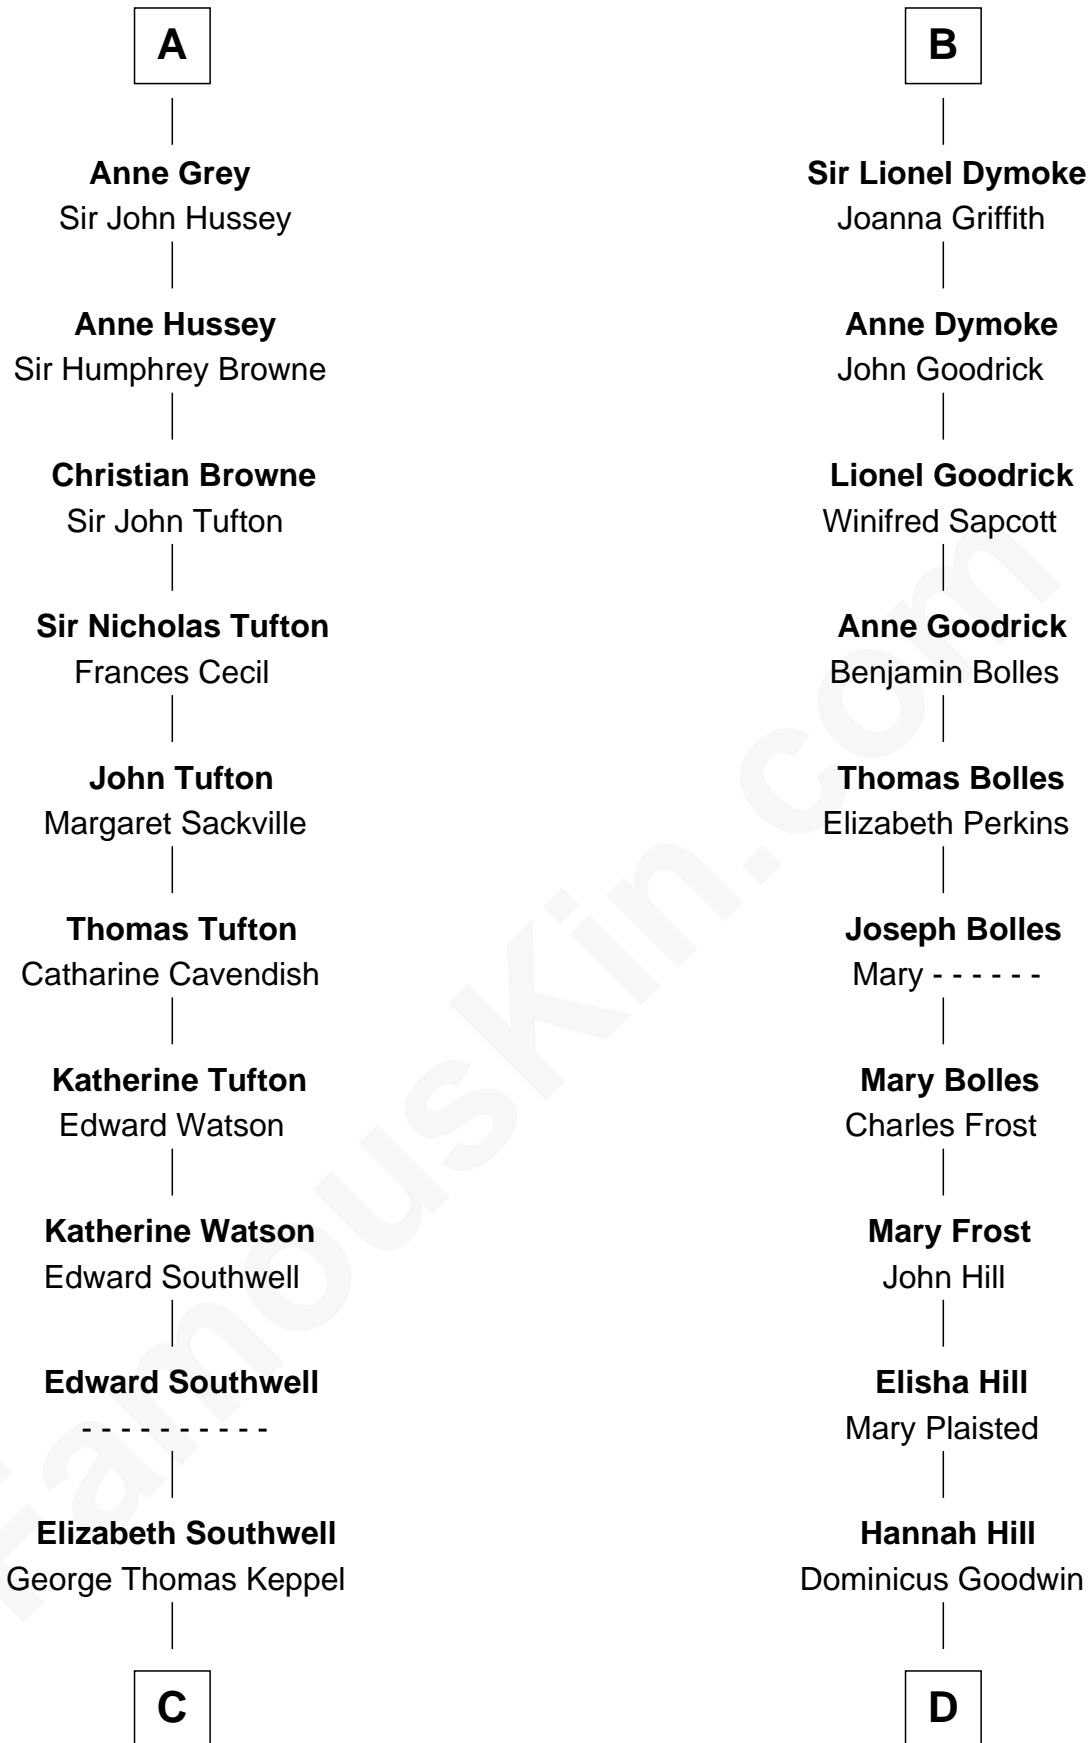 A
Anne Grey
Sir John Hussey
Anne Hussey
Sir Humphrey Browne
Christian Browne
Sir John Tufton
Sir Nicholas Tufton
Frances Cecil
John Tufton
Margaret Sackville
Thomas Tufton
Catharine Cavendish
Katherine Tufton
Edward Watson
Katherine Watson
Edward Southwell
Edward Southwell
- - - - - - - - - -
Elizabeth Southwell
George Thomas Keppel
C
B
Sir Lionel Dymoke
Joanna Griffith
Anne Dymoke
John Goodrick
Lionel Goodrick
Winifred Sapcott
Anne Goodrick
Benjamin Bolles
Thomas Bolles
Elizabeth Perkins
Joseph Bolles
Mary - - - - - -
Mary Bolles
Charles Frost
Mary Frost
John Hill
Elisha Hill
Mary Plaisted
Hannah Hill
Dominicus Goodwin
D
FamousKin.com